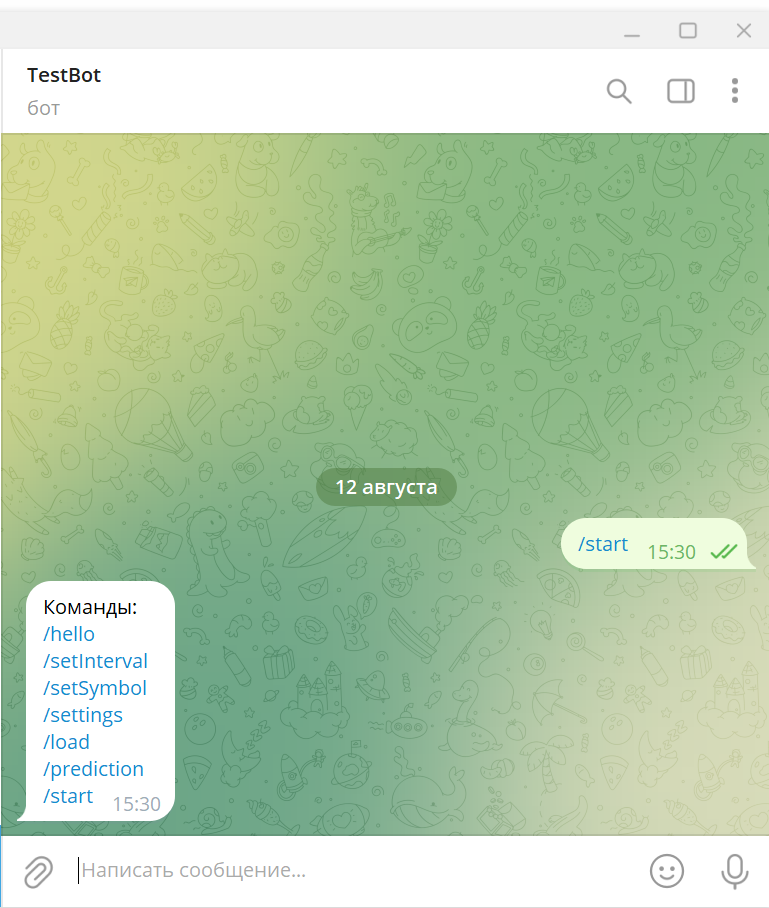 TestBot
бот
12 августа
/start 15:30
Команды:
/hello
/setInterval
/setSymbol
/settings
/load
/prediction
/start 15:30
Написать сообщение...